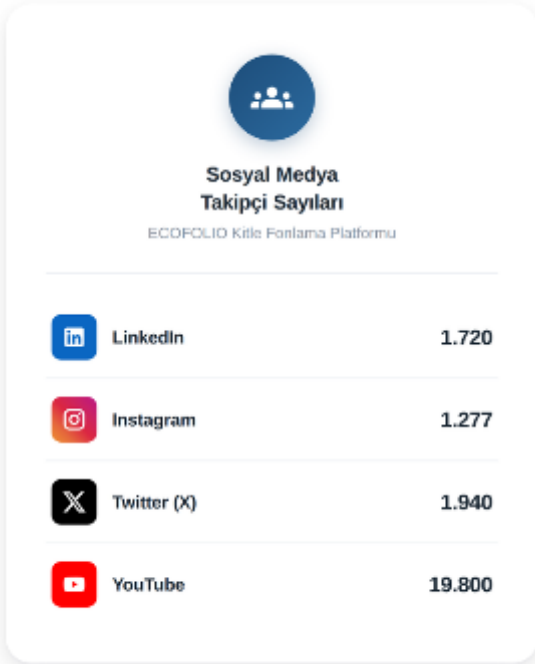 Sosyal Medya
Takipçi Sayıları
ECOFOLIO Kitle Fonlama Platformu
LinkedIn 1.720
Instagram 1.277
Twitter (X) 1.940
YouTube 19.800